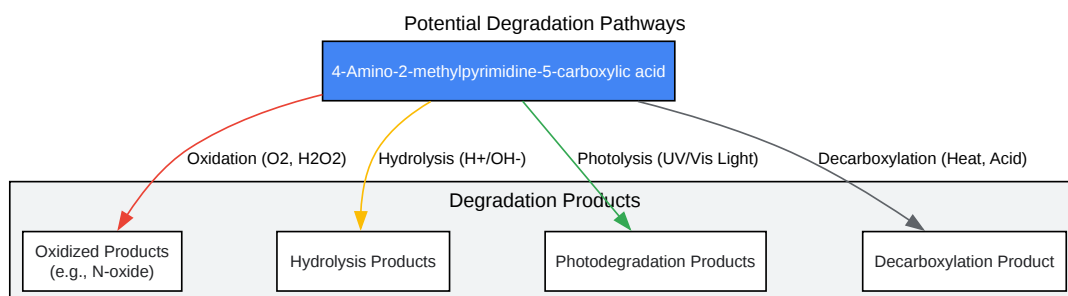 Potential Degradation Pathways
4-Amino-2-methylpyrimidine-5-carboxylic acid
Oxidation (O2, H2O2)
Hydrolysis (H+/OH-)
Photolysis (UV/Vis Light)
Decarboxylation (Heat, Acid)
Degradation Products
Oxidized Products
(e.g., N-oxide)
Hydrolysis Products
Photodegradation Products
Decarboxylation Product